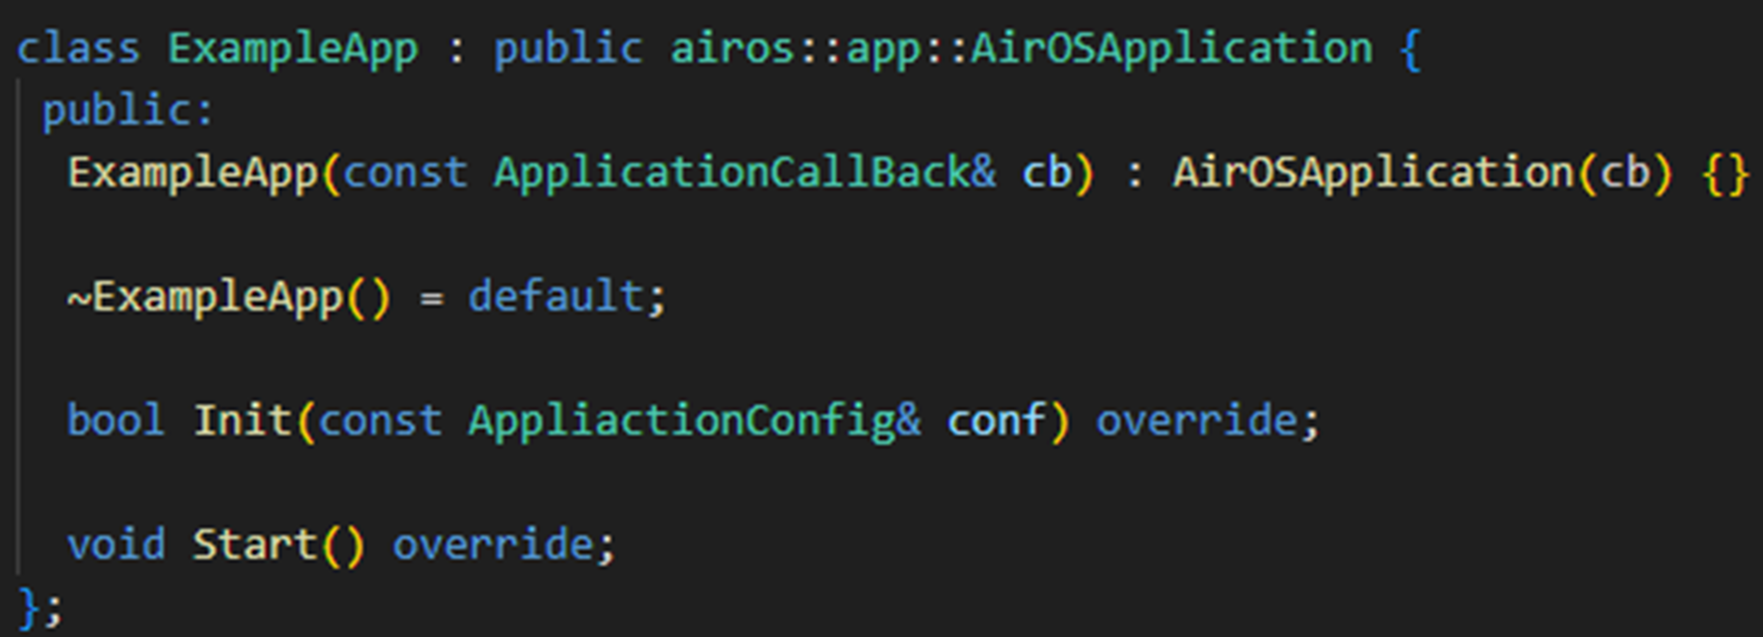 class ExampleApp : public airos::app::AirOSApplication {
public:
ExampleApp(const ApplicationCallBack& cb) : AirOSApplication(cb) {}
~ExampleApp() = default;
bool Init(const AppliactionConfig& conf) override;
void Start() override;
};